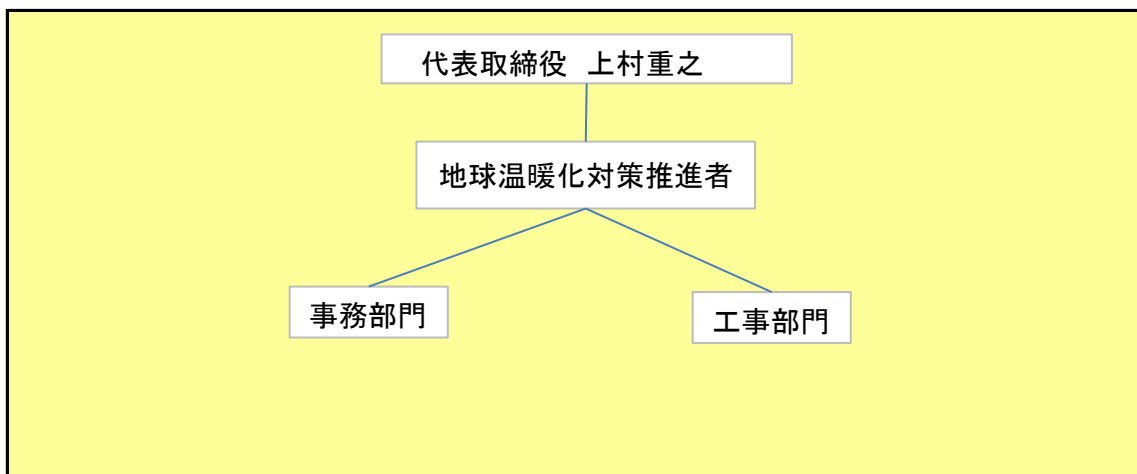 代表取締役 上村重之
地球温暖化対策推進者
事務部門
工事部門